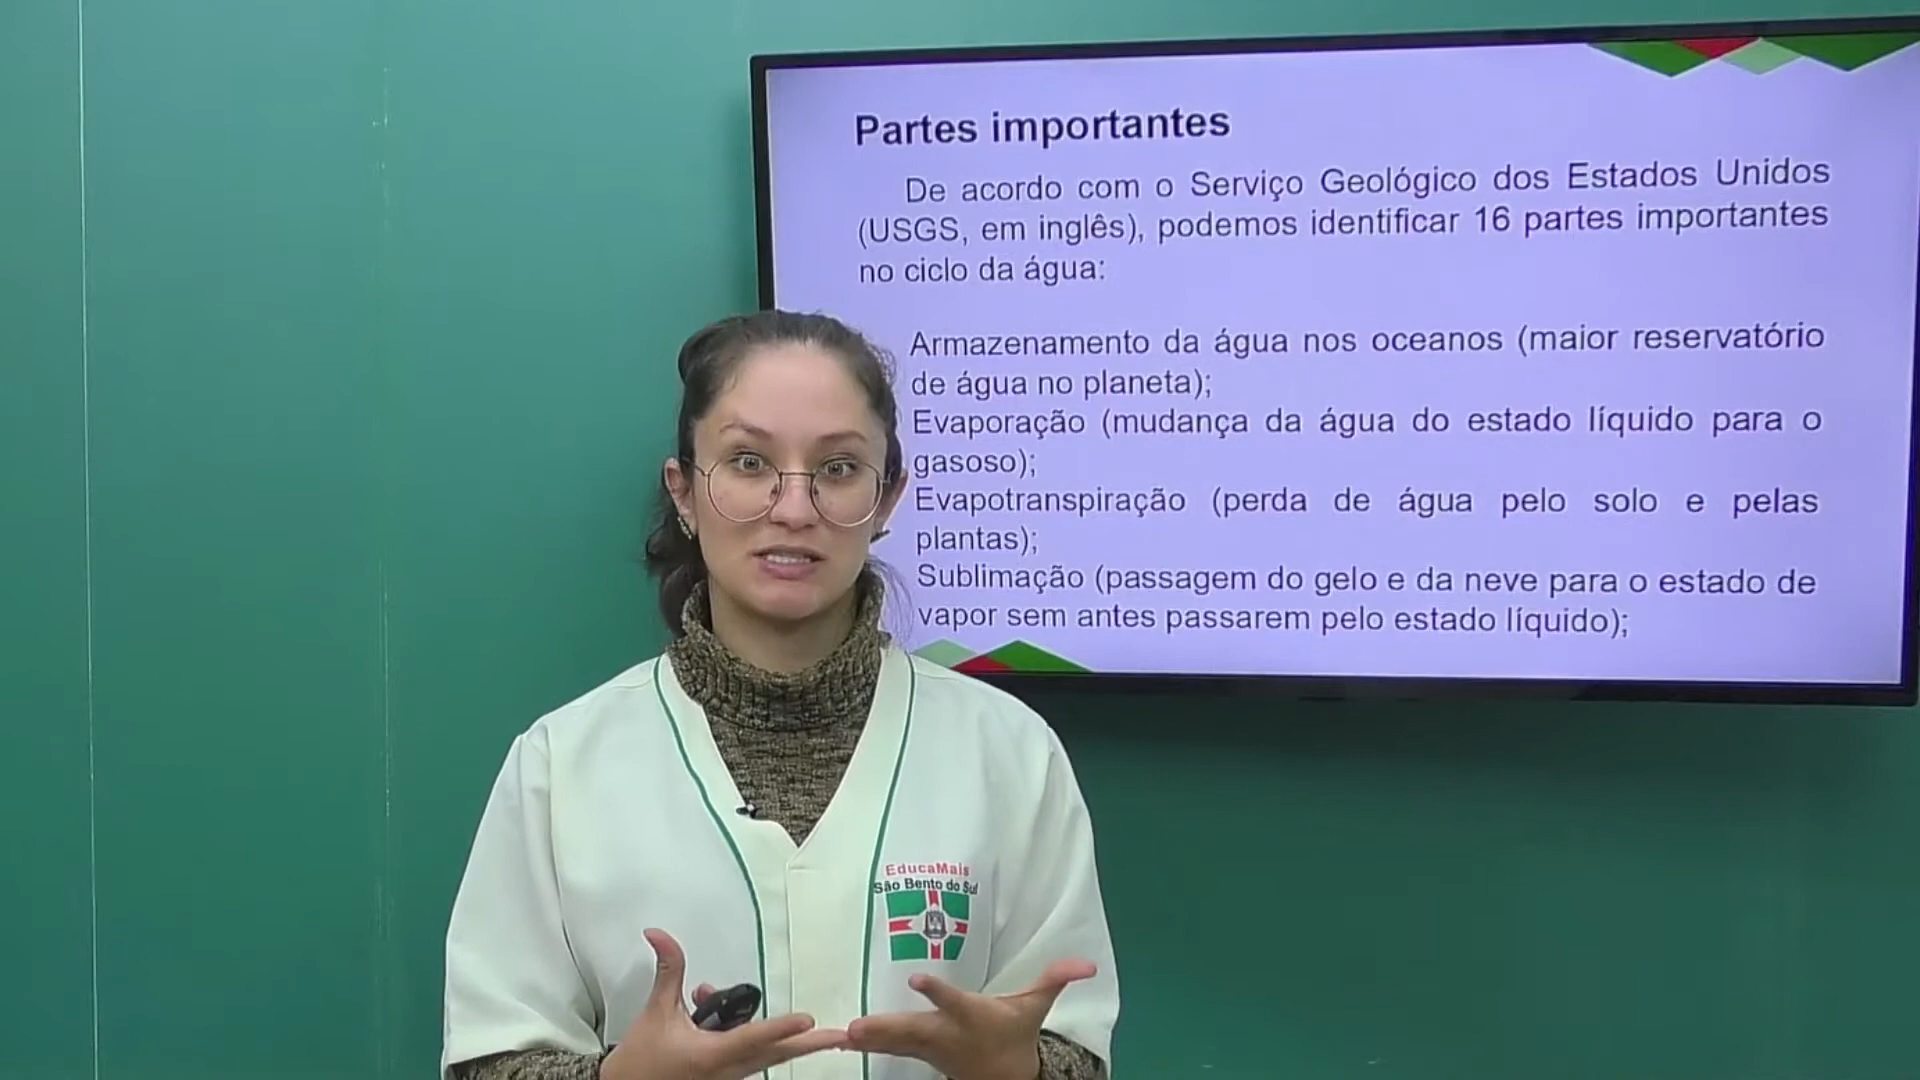 Partes importantes
De acordo com o Serviço Geológico dos Estados Unidos
(USGS, em inglês), podemos identificar 16 partes importantes
no ciclo da água:
Armazenamento da água nos oceanos (maior reservatório
de água no planeta);
Evaporação (mudança da água do estado líquido para o
gasoso);
Evapotranspiração (perda de água pelo solo e pelas
plantas);
Sublimação (passagem do gelo e da neve para o estado de
vapor sem antes passarem pelo estado líquido);
EducaMais
São Bento do Sul